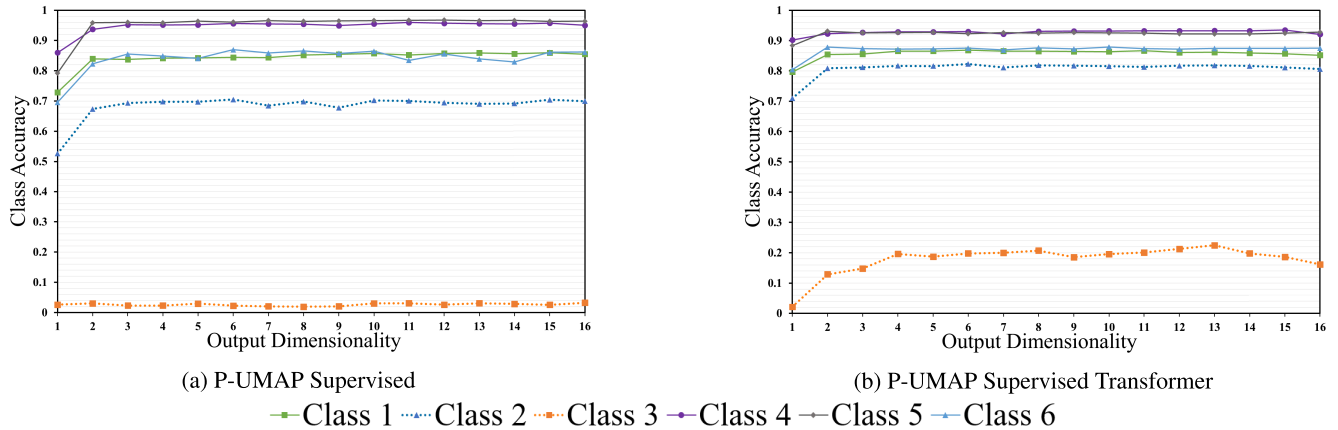 1
0.9
0.8
0.7
0.6
0.5
0.4
0.3
0.2
0.1
0
Class Accuracy
1 2 3 4 5 6 7 8 9 10 11 12 13 14 15 16
Output Dimensionality
(a) P-UMAP Supervised
1
0.9
0.8
0.7
0.6
0.5
0.4
0.3
0.2
0.1
0
Class Accuracy
1 2 3 4 5 6 7 8 9 10 11 12 13 14 15 16
Output Dimensionality
(b) P-UMAP Supervised Transformer
Class 1 Class 2 Class 3 Class 4 Class 5 Class 6